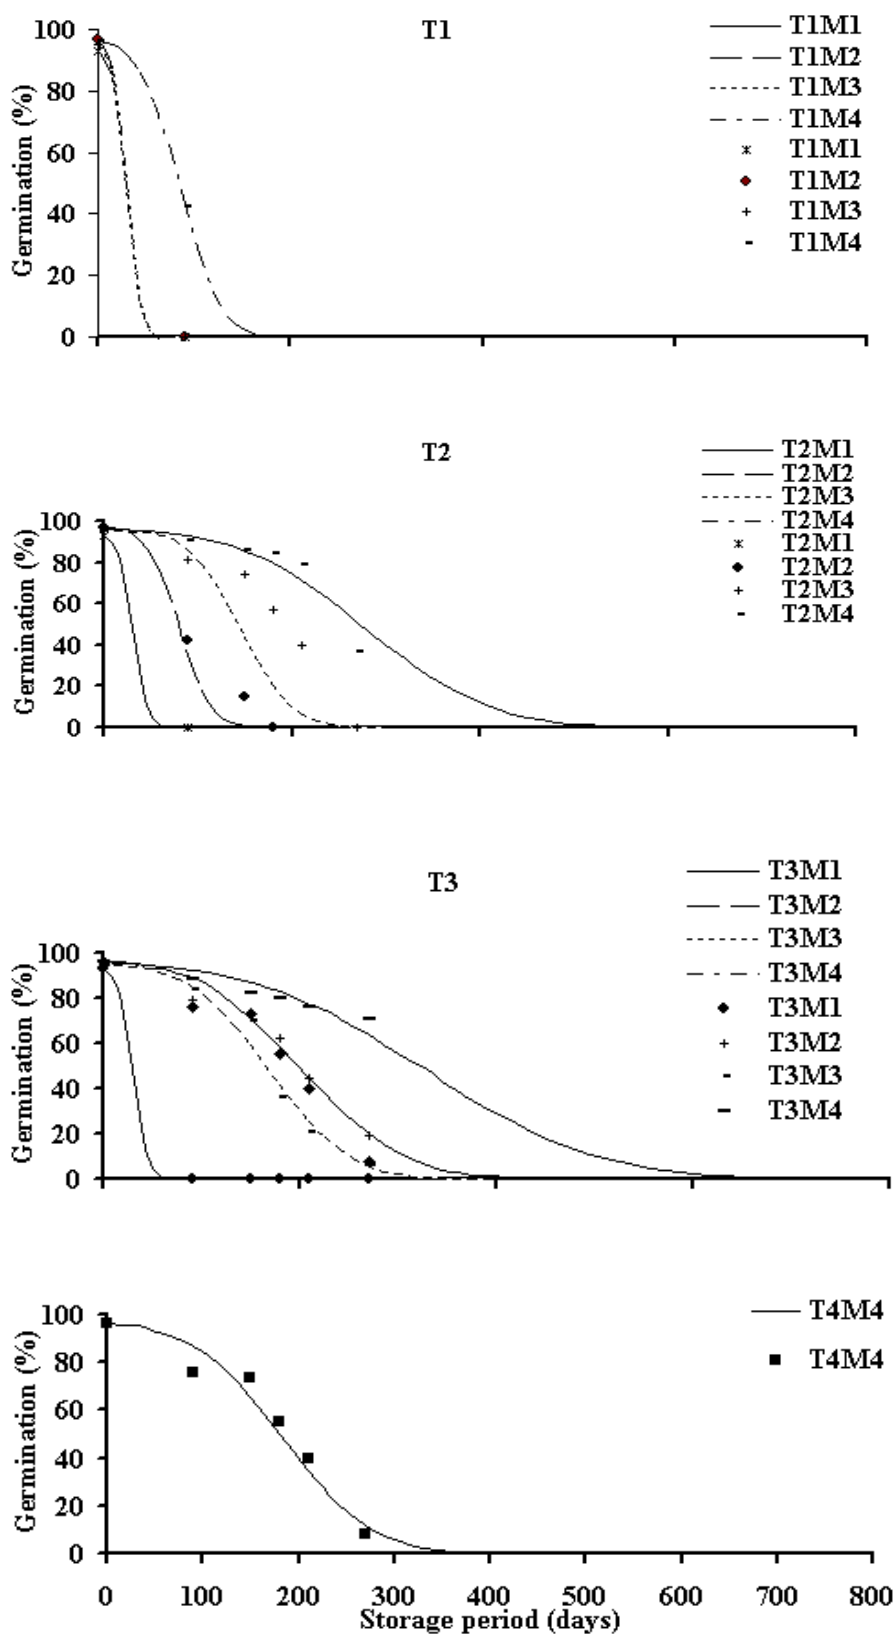 T1
T1M1
T1M2
T1M3
T1M4
T1M1
T1M2
T1M3
T1M4
Germination (%)
100
80
60
40
20
0
T2
T2M1
T2M2
T2M3
T2M4
T2M1
T2M2
T2M3
T2M4
Germination (%)
100
80
60
40
20
0
T3
T3M1
T3M2
T3M3
T3M4
T3M1
T3M2
T3M3
T3M4
Germination (%)
100
80
60
40
20
0
T4M4
T4M4
Germination (%)
100
80
60
40
20
0
0 100 200 300 400 500 600 700 800
Storage period (days)